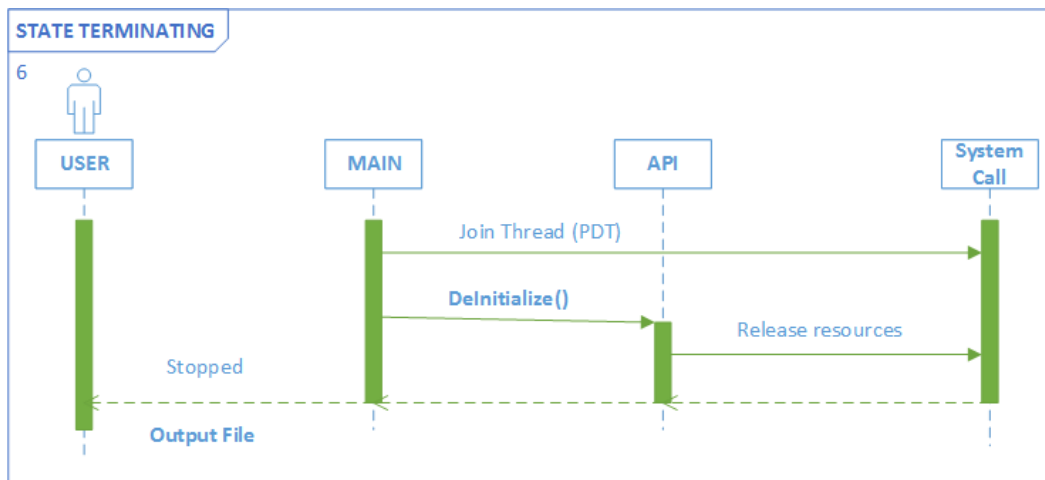 STATE TERMINATING
6
USER
MAIN
API
System
Call
Join Thread (PDT)
DeInitialize()
Release resources
Stopped
Output File